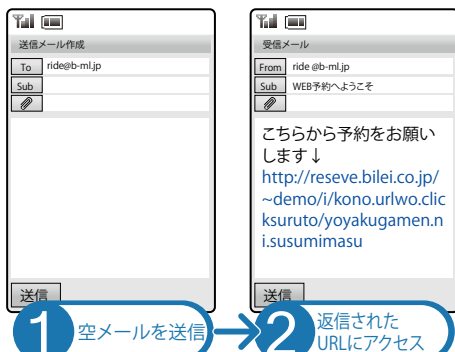 送信メール作成
To ride@b-ml.jp
Sub
送信
1 空メールを送信
受信メール
From ride @b-ml.jp
Sub WEB予約へようこそ
こちらから予約をお願い
します↓
http://reseve.bilei.co.jp/
~demo/i/kono.urlwo.clic
ksuruto/yoyakugamen.n
i.susumimasu
送信
2 返信された
URLにアクセス